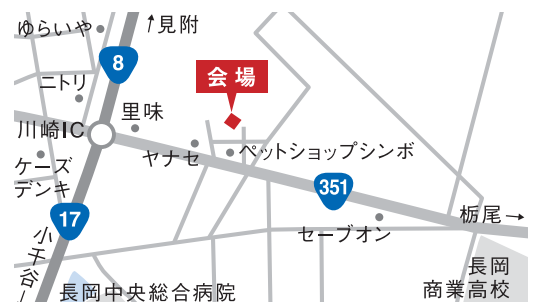 ゆらいや
↑見附
8
ニトリ
会場
里味
川崎IC
ヤナセ
ペットショップシンボ
ケーズ
デンキ
351
17
セーブオン
栃尾→
小千谷←
長岡
商業高校
長岡中央総合病院